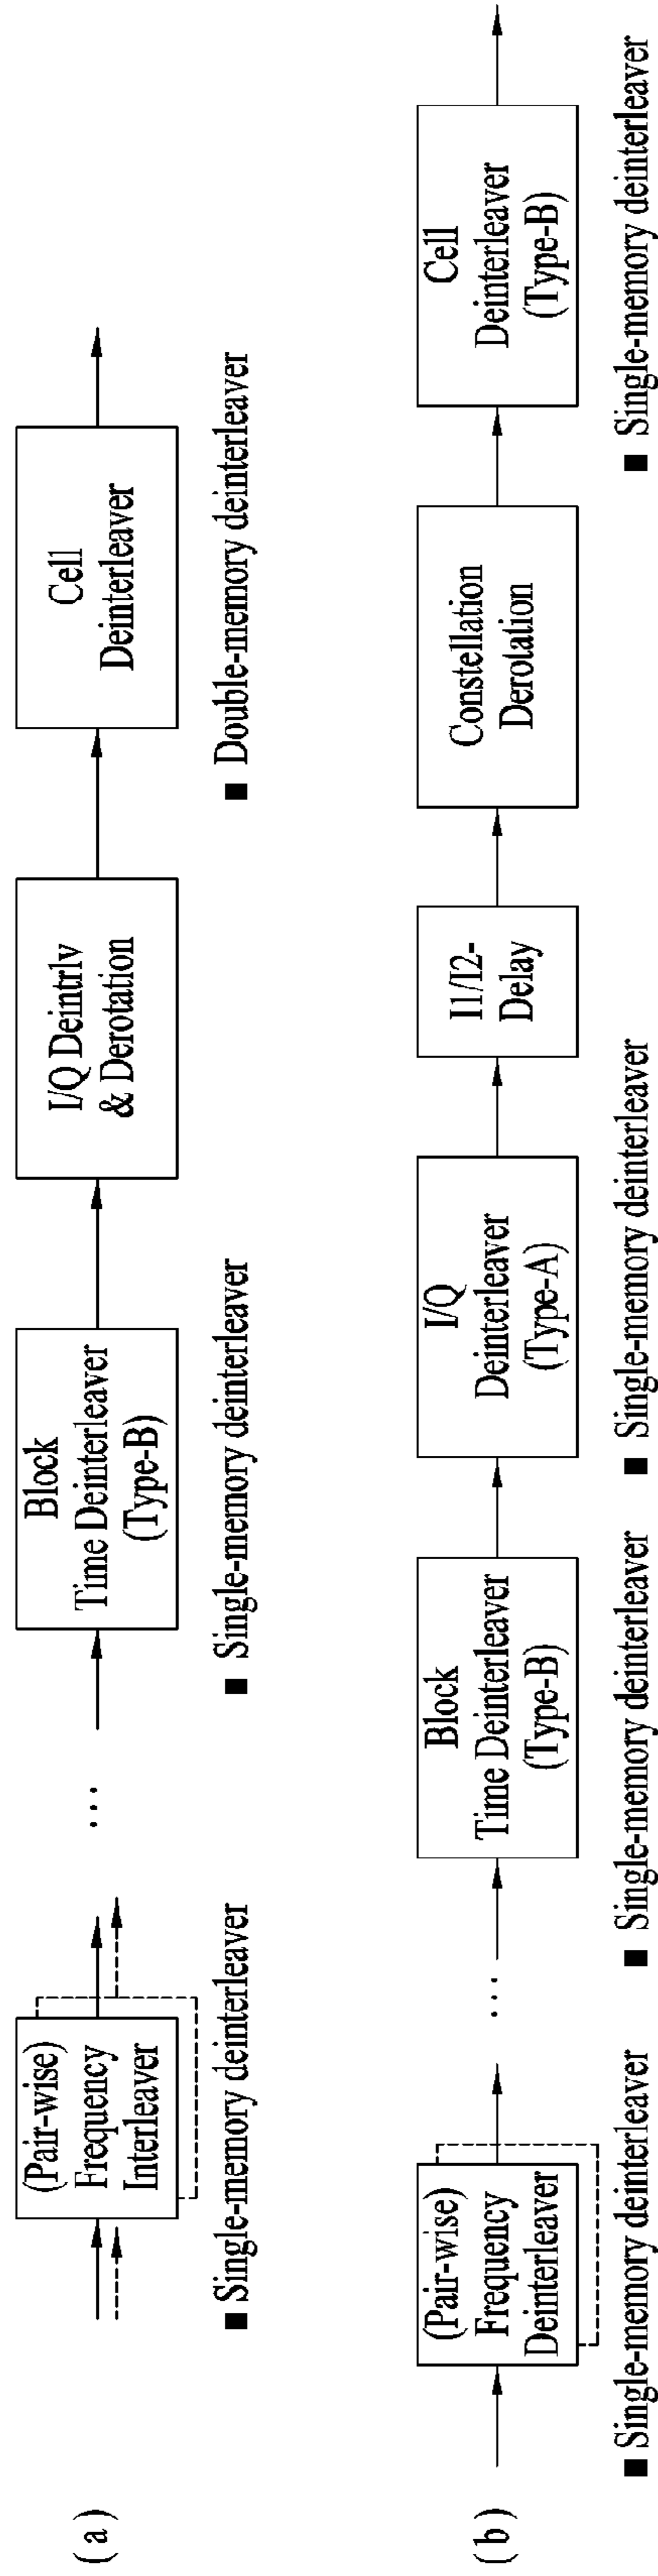 (a)
(Pair-wise)
Frequency
Interleaver
...
Block
Time Deinterleaver
(Type-B)
I/Q Deintrlv
& Derotation
Cell
Deinterleaver
■ Single-memory deinterleaver
■ Single-memory deinterleaver
■ Double-memory deinterleaver
(b)
(Pair-wise)
Frequency
Deinterleaver
...
Block
Time Deinterleaver
(Type-B)
I/Q
Deinterleaver
(Type-A)
I1/I2-
Delay
Constellation
Derotation
Cell
Deinterleaver
(Type-B)
■ Single-memory deinterleaver
■ Single-memory deinterleaver
■ Single-memory deinterleaver
■ Single-memory deinterleaver